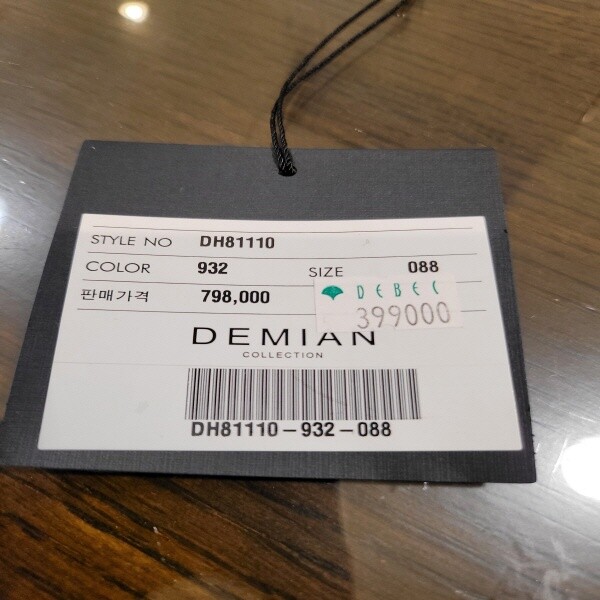 STYLE NO DH81110
COLOR 932 SIZE 088
판매가격 798,000
DEBEC
399000
DEMIAN
COLLECTION
DH81110-932-088